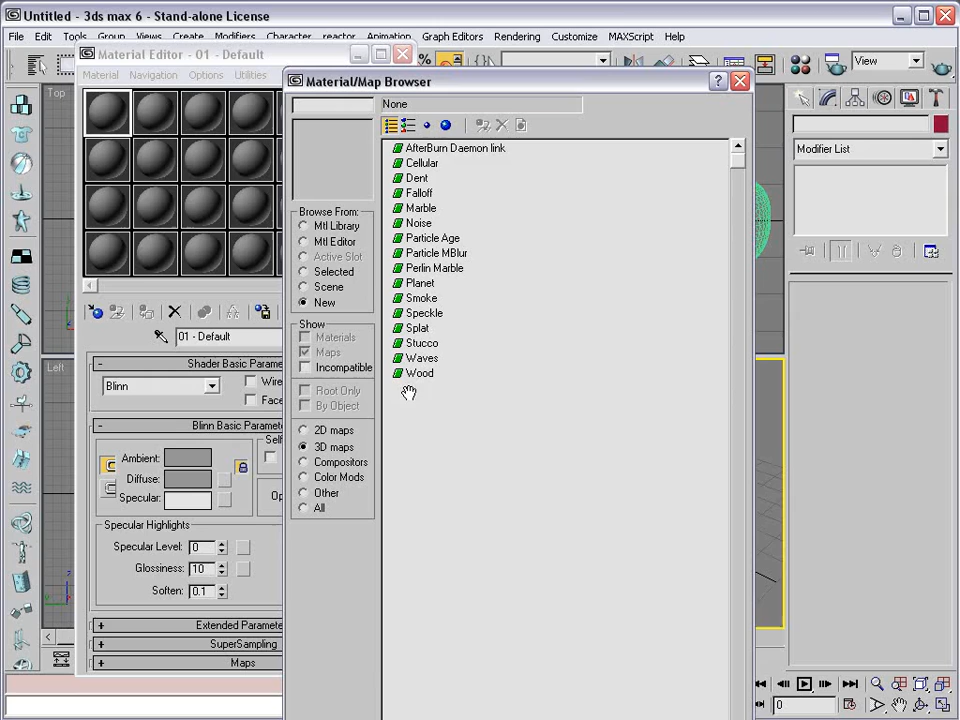 Untitled - 3ds max 6 - Stand-alone License
File Edit Tools Group Views Create Modifiers Character reactor Animation Graph Editors Rendering Customize MAXScript Help
Material Editor - 01 - Default
Material Navigation Options Utilities
Material/Map Browser
None
View
Top
Left
Modifier List
AfterBurn Daemon link
Cellular
Dent
Falloff
Marble
Noise
Particle Age
Particle MBlur
Perlin Marble
Planet
Smoke
Speckle
Splat
Stucco
Waves
Wood
Browse From:
Mtl Library
Mtl Editor
Active Slot
Selected
Scene
New
Show
Materials
Maps
Incompatible
Root Only
By Object
2D maps
3D maps
Compositors
Color Mods
Other
All
01 - Default
Shader Basic Parame
Blinn
Wire
Face
Blinn Basic Parame
Self
Ambient:
Diffuse:
Specular:
Op
Specular Highlights
Specular Level: 0
Glossiness: 10
Soften: 0.1
Extended Parame
SuperSampling
Maps
0